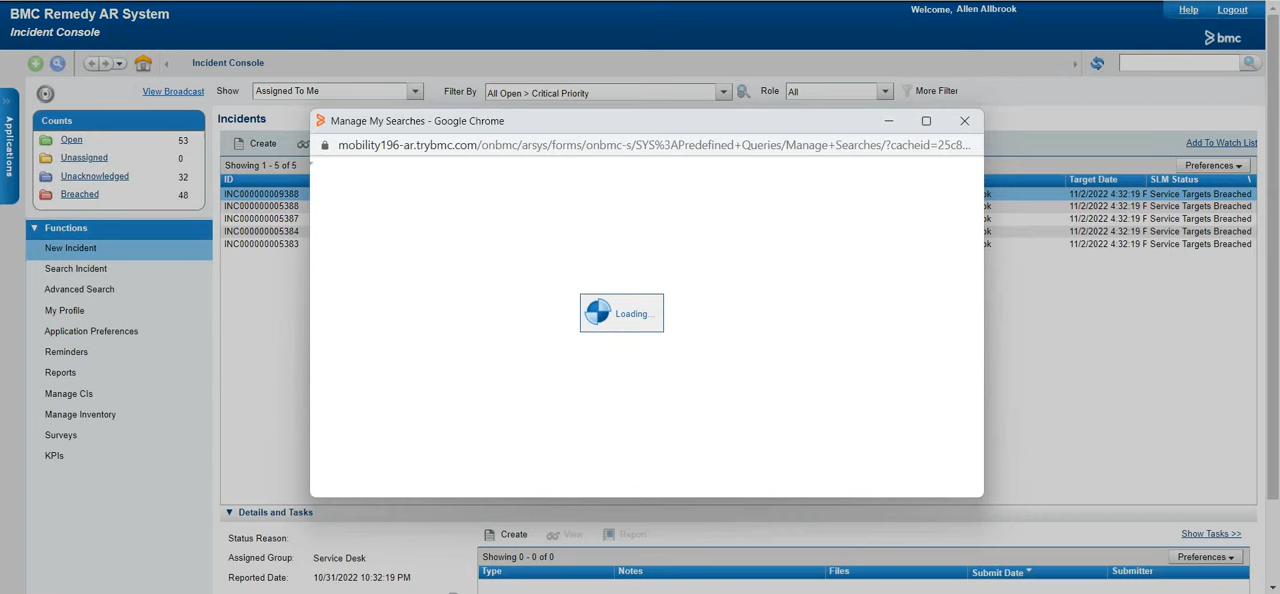 BMC Remedy AR System
Incident Console
Welcome, Allen Allbrook
Help
Logout
bmc
Incident Console
Applications
View Broadcast
Show
Assigned To Me
Filter By
All Open > Critical Priority
Role
All
More Filter
Counts
Open 53
Unassigned 0
Unacknowledged 32
Breached 48
Functions
New Incident
Search Incident
Advanced Search
My Profile
Application Preferences
Reminders
Reports
Manage CIs
Manage Inventory
Surveys
KPIs
Incidents
Create
Add To Watch List
Showing 1 - 5 of 5
Preferences
ID Target Date SLM Status
INC000000009388 11/2/2022 4:32:19 P Service Targets Breached
INC000000005388 11/2/2022 4:32:19 P Service Targets Breached
INC000000005387 11/2/2022 4:32:19 P Service Targets Breached
INC000000005384 11/2/2022 4:32:19 P Service Targets Breached
INC000000005383 11/2/2022 4:32:19 P Service Targets Breached
Manage My Searches - Google Chrome
mobility196-ar.trybmc.com/onbmc/arsys/forms/onbmc-s/SYS%3APredefined+Queries/Manage+Searches/?cacheid=25c8...
Loading...
Details and Tasks
Status Reason:
Assigned Group: Service Desk
Reported Date: 10/31/2022 10:32:19 PM
Create
View
Report
Show Tasks >>
Showing 0 - 0 of 0
Preferences
Type Notes Files Submit Date Submitter